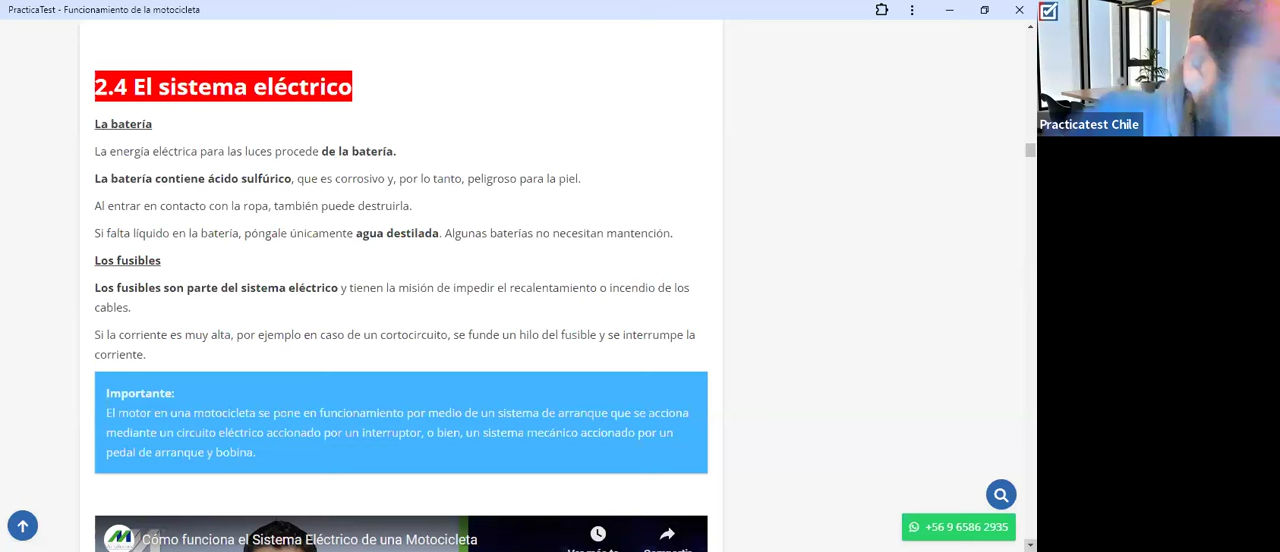 PracticaTest - Funcionamiento de la motocicleta
2.4 El sistema eléctrico
La batería
La energía eléctrica para las luces procede de la batería.
La batería contiene ácido sulfúrico, que es corrosivo y, por lo tanto, peligroso para la piel.
Al entrar en contacto con la ropa, también puede destruirla.
Si falta líquido en la batería, póngale únicamente agua destilada. Algunas baterías no necesitan mantención.
Los fusibles
Los fusibles son parte del sistema eléctrico y tienen la misión de impedir el recalentamiento o incendio de los
cables.
Si la corriente es muy alta, por ejemplo en caso de un cortocircuito, se funde un hilo del fusible y se interrumpe la
corriente.
Importante:
El motor en una motocicleta se pone en funcionamiento por medio de un sistema de arranque que se acciona
mediante un circuito eléctrico accionado por un interruptor, o bien, un sistema mecánico accionado por un
pedal de arranque y bobina.
Cómo funciona el Sistema Eléctrico de una Motocicleta
+56 9 6586 2935
Practicatest Chile